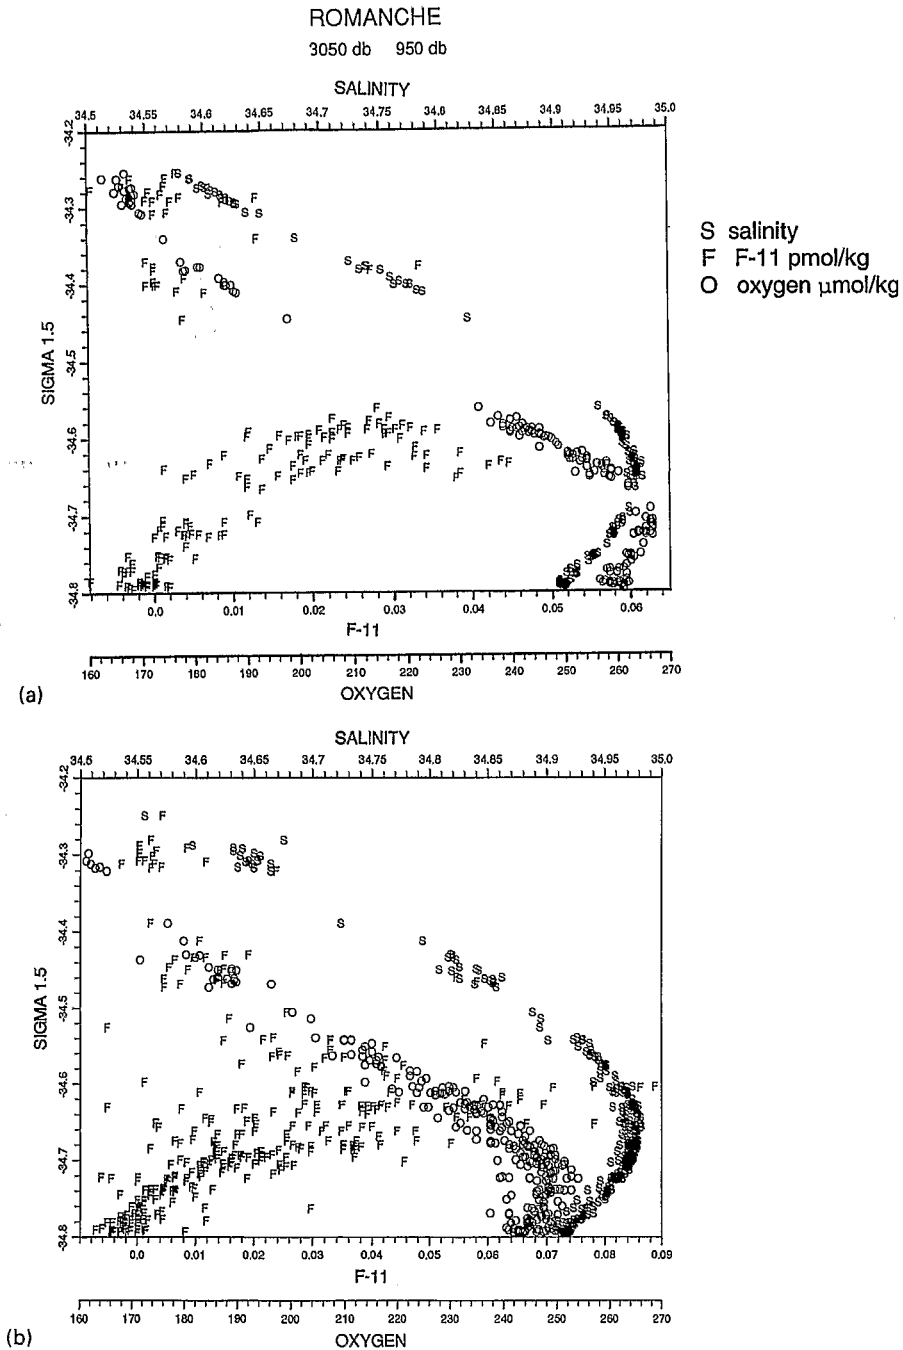 ROMANCHE
3050 db 950 db
SALINITY
34.5 34.55 34.6 34.65 34.7 34.75 34.8 34.85 34.9 34.95 35.0
-34.2
-34.3
-34.4
-34.5
-34.6
-34.7
-34.8
SIGMA 1.5
S salinity
F F-11 pmol/kg
O oxygen µmol/kg
0.0 0.01 0.02 0.03 0.04 0.05 0.06
F-11
160 170 180 190 200 210 220 230 240 250 260 270
OXYGEN
(a)
SALINITY
34.5 34.55 34.6 34.65 34.7 34.75 34.8 34.85 34.9 34.95 35.0
-34.2
-34.3
-34.4
-34.5
-34.6
-34.7
-34.8
SIGMA 1.5
0.0 0.01 0.02 0.03 0.04 0.05 0.06 0.07 0.08 0.09
F-11
160 170 180 190 200 210 220 230 240 250 260 270
OXYGEN
(b)